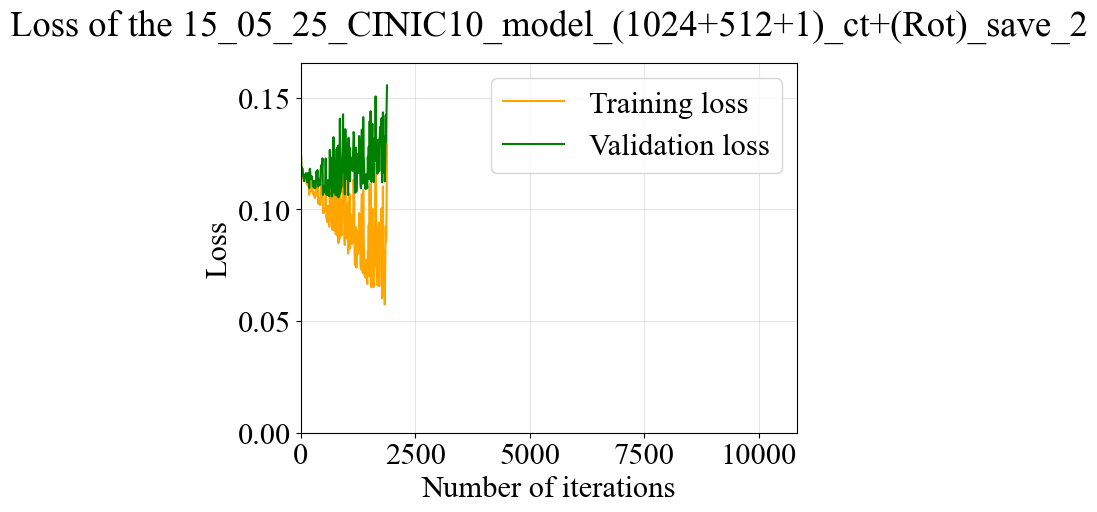 Loss of the 15_05_25_CINIC10_model_(1024+512+1)_ct+(Rot)_save_2
Training loss
Validation loss
0.15
0.10
0.05
0.00
Loss
0 2500 5000 7500 10000
Number of iterations